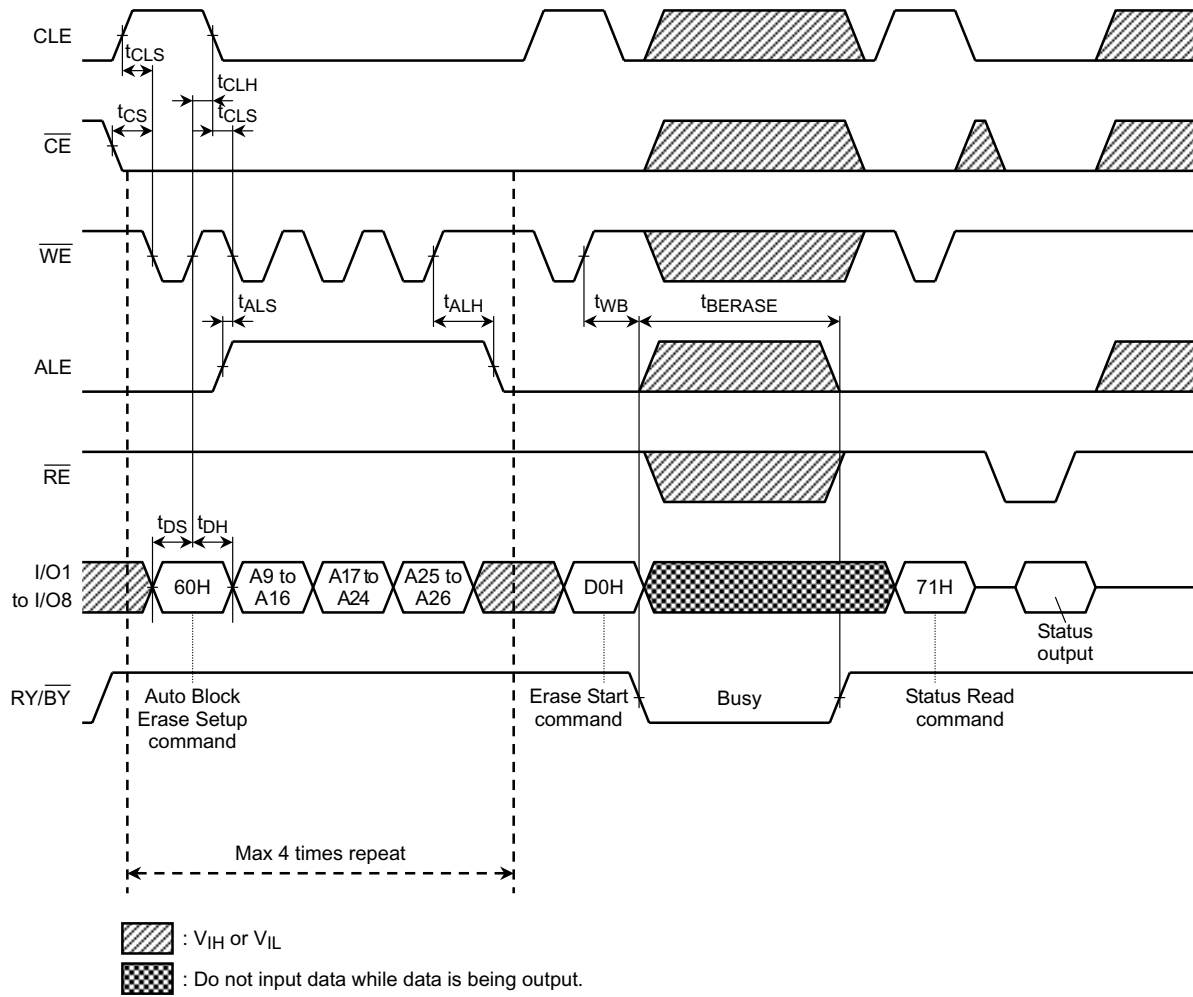 CLE
tCLS
tCLH
tCS
tCLS
CE
WE
tALS
tALH
tWB
tBERASE
ALE
RE
tDS
tDH
I/O1
to I/O8
60H
A9 to
A16
A17 to
A24
A25 to
A26
D0H
71H
Status
output
RY/BY
Auto Block
Erase Setup
command
Erase Start
command
Busy
Status Read
command
Max 4 times repeat
: VIH or VIL
: Do not input data while data is being output.